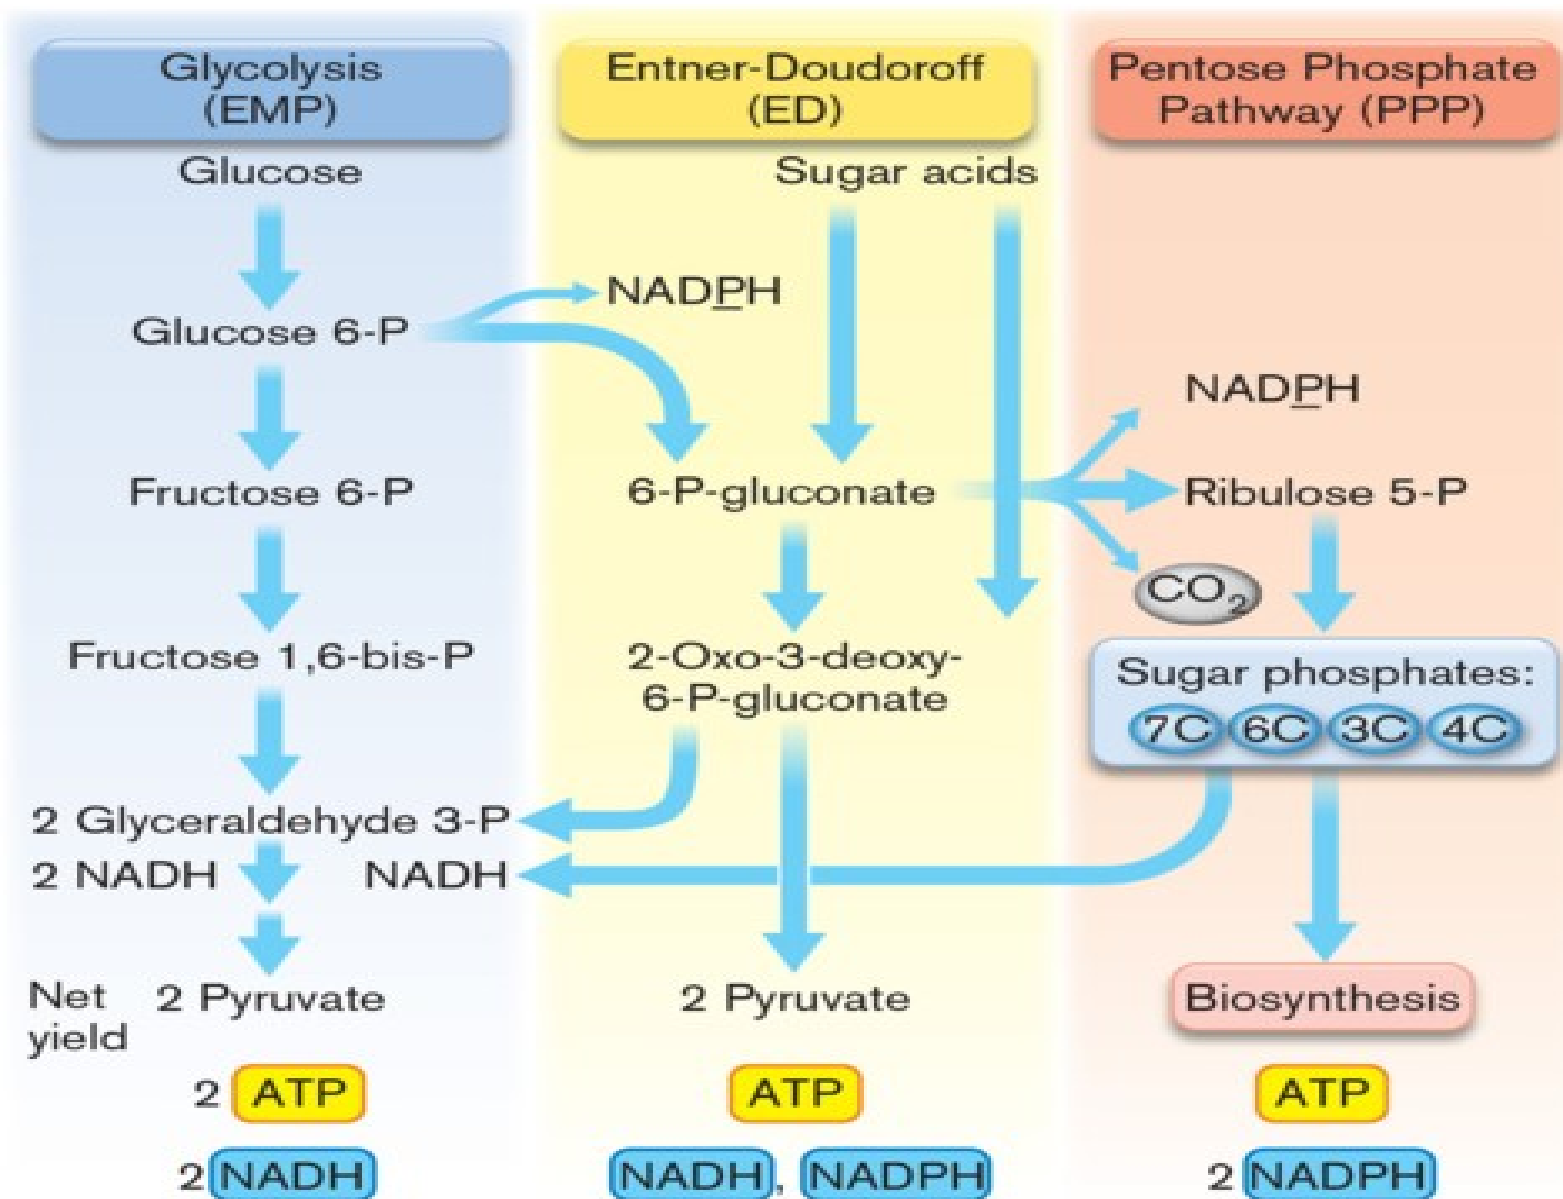 Glycolysis
(EMP)
Entner-Doudoroff
(ED)
Pentose Phosphate
Pathway (PPP)
Glucose
Sugar acids
NADPH
Glucose 6-P
NADPH
Fructose 6-P
6-P-gluconate
Ribulose 5-P
CO₂
Fructose 1,6-bis-P
2-Oxo-3-deoxy-
6-P-gluconate
Sugar phosphates:
7C 6C 3C 4C
2 Glyceraldehyde 3-P
2 NADH NADH
Net
yield
2 Pyruvate
2 Pyruvate
Biosynthesis
2 ATP
ATP
ATP
2 NADH
NADH, NADPH
2 NADPH